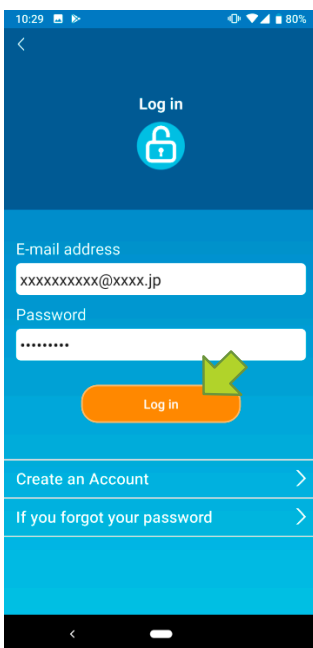 10:29 80%
Log in
E-mail address
xxxxxxxxxx@xxxx.jp
Password
•••••••••
Log in
Create an Account
If you forgot your password